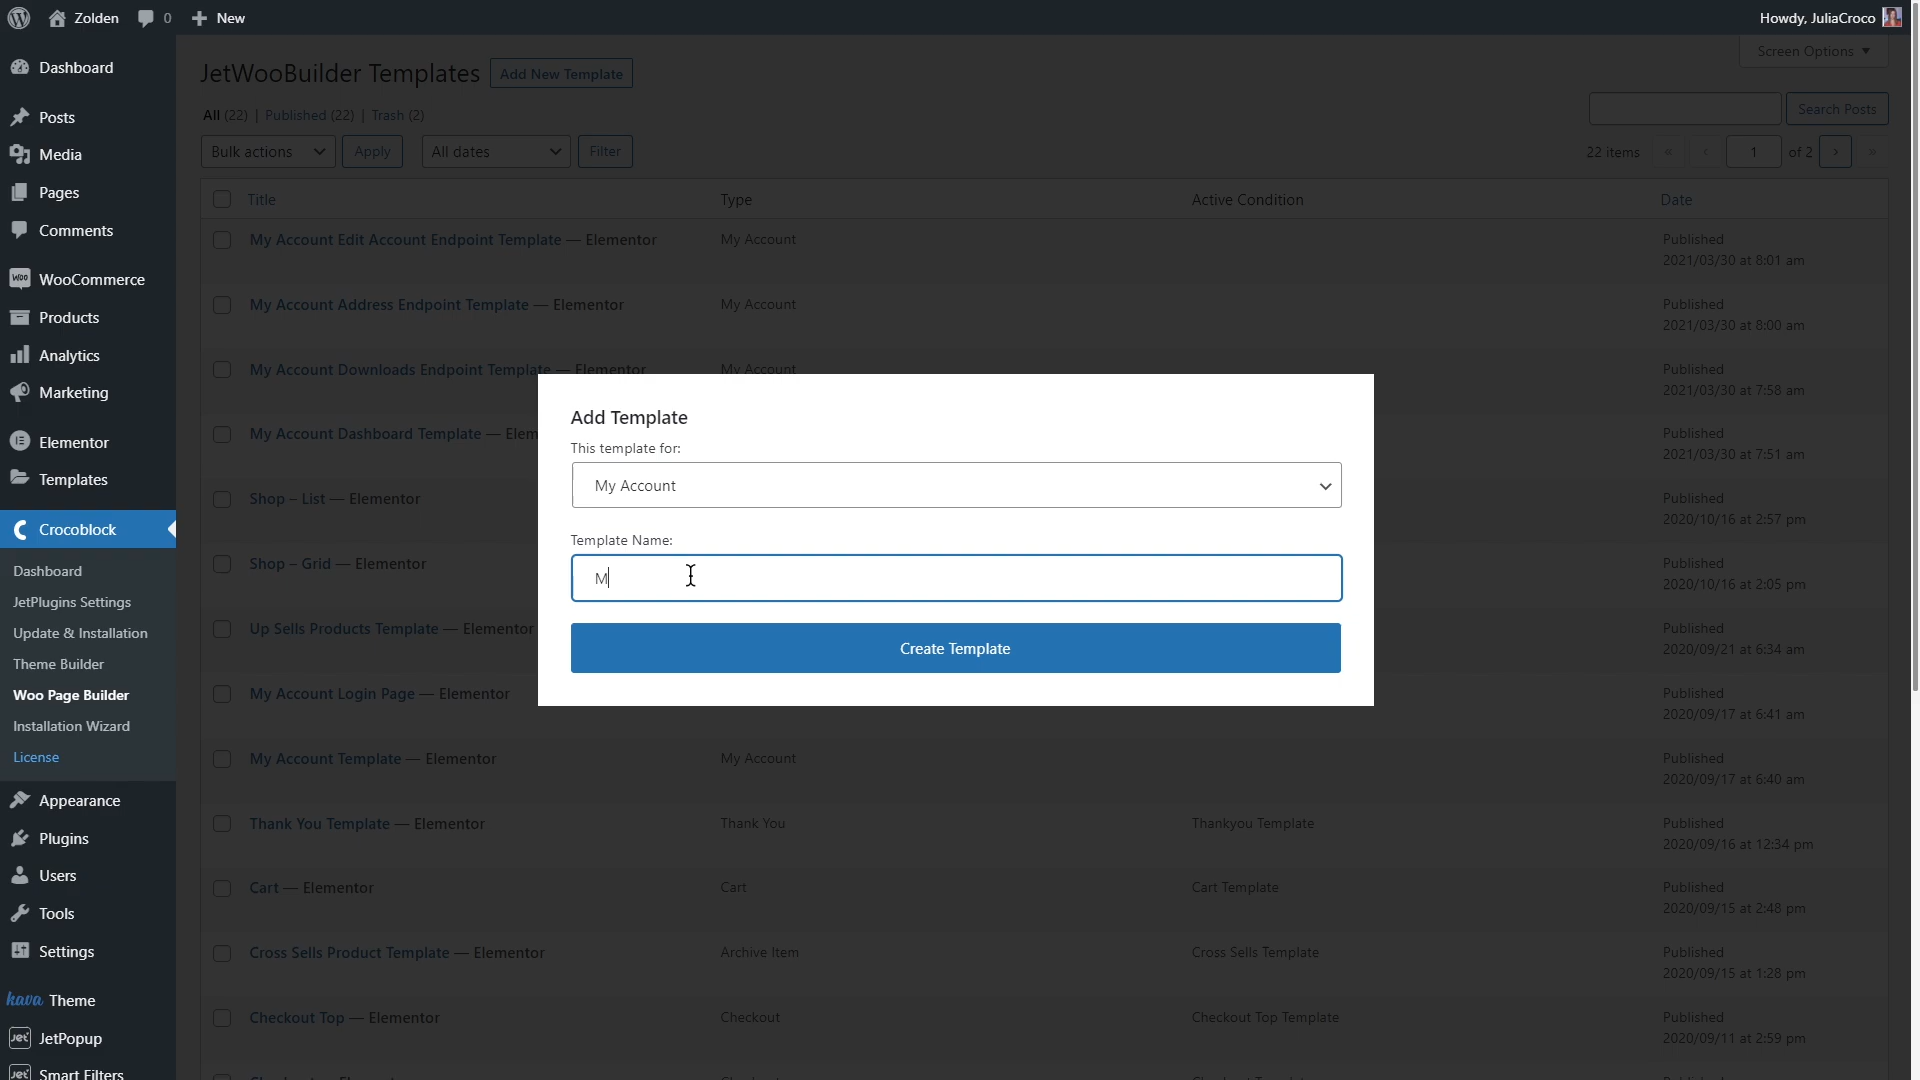 Zolden
0
New
Howdy, JuliaCroco
Dashboard
Posts
Media
Pages
Comments
WooCommerce
Products
Analytics
Marketing
Elementor
Templates
Crocoblock
Dashboard
JetPlugins Settings
Update & Installation
Theme Builder
Woo Page Builder
Installation Wizard
License
Appearance
Plugins
Users
Tools
Settings
kava Theme
JetPopup
Smart Filters
Screen Options
JetWooBuilder Templates
Add New Template
All (22) | Published (22) | Trash (2)
Search Posts
Bulk actions
Apply
All dates
Filter
22 items « ‹ 1 of 2 › »
Title Type Active Condition Date
My Account Edit Account Endpoint Template — Elementor My Account Published
2021/03/30 at 8:01 am
My Account Address Endpoint Template — Elementor My Account Published
2021/03/30 at 8:00 am
My Account Downloads Endpoint Template — Elementor My Account Published
2021/03/30 at 7:58 am
My Account Dashboard Template — Elem Published
2021/03/30 at 7:51 am
Shop – List — Elementor Published
2020/10/16 at 2:57 pm
Shop – Grid — Elementor Published
2020/10/16 at 2:05 pm
Up Sells Products Template — Elementor Published
2020/09/21 at 6:34 am
My Account Login Page — Elementor Published
2020/09/17 at 6:41 am
My Account Template — Elementor My Account Published
2020/09/17 at 6:40 am
Thank You Template — Elementor Thank You Thankyou Template Published
2020/09/16 at 12:34 pm
Cart — Elementor Cart Cart Template Published
2020/09/15 at 2:48 pm
Cross Sells Product Template — Elementor Archive Item Cross Sells Template Published
2020/09/15 at 1:28 pm
Checkout Top — Elementor Checkout Checkout Top Template Published
2020/09/11 at 2:59 pm
Add Template
This template for:
My Account
Template Name:
M
Create Template